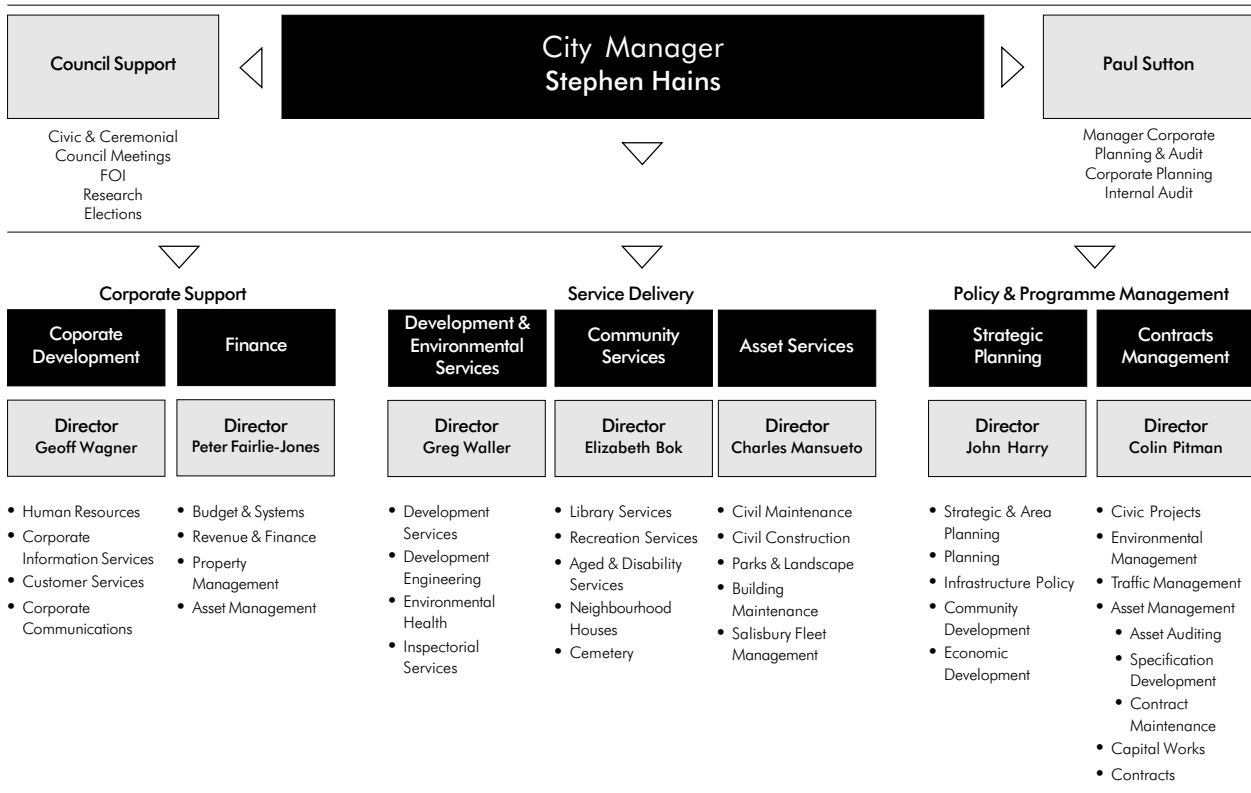 Council Support
City Manager
Stephen Hains
Paul Sutton
Civic & Ceremonial
Council Meetings
FOI
Research
Elections
Manager Corporate
Planning & Audit
Corporate Planning
Internal Audit
Corporate Support
Coporate
Development
Finance
Director
Geoff Wagner
Director
Peter Fairlie-Jones
• Human Resources
• Corporate
Information Services
• Customer Services
• Corporate
Communications
• Budget & Systems
• Revenue & Finance
• Property
Management
• Asset Management
Service Delivery
Development &
Environmental
Services
Community
Services
Asset Services
Director
Greg Waller
Director
Elizabeth Bok
Director
Charles Mansueto
• Development
Services
• Development
Engineering
• Environmental
Health
• Inspectorial
Services
• Library Services
• Recreation Services
• Aged & Disability
Services
• Neighbourhood
Houses
• Cemetery
• Civil Maintenance
• Civil Construction
• Parks & Landscape
• Building
Maintenance
• Salisbury Fleet
Management
Policy & Programme Management
Strategic
Planning
Contracts
Management
Director
John Harry
Director
Colin Pitman
• Strategic & Area
Planning
• Planning
• Infrastructure Policy
• Community
Development
• Economic
Development
• Civic Projects
• Environmental
Management
• Traffic Management
• Asset Management
• Asset Auditing
• Specification
Development
• Contract
Maintenance
• Capital Works
• Contracts